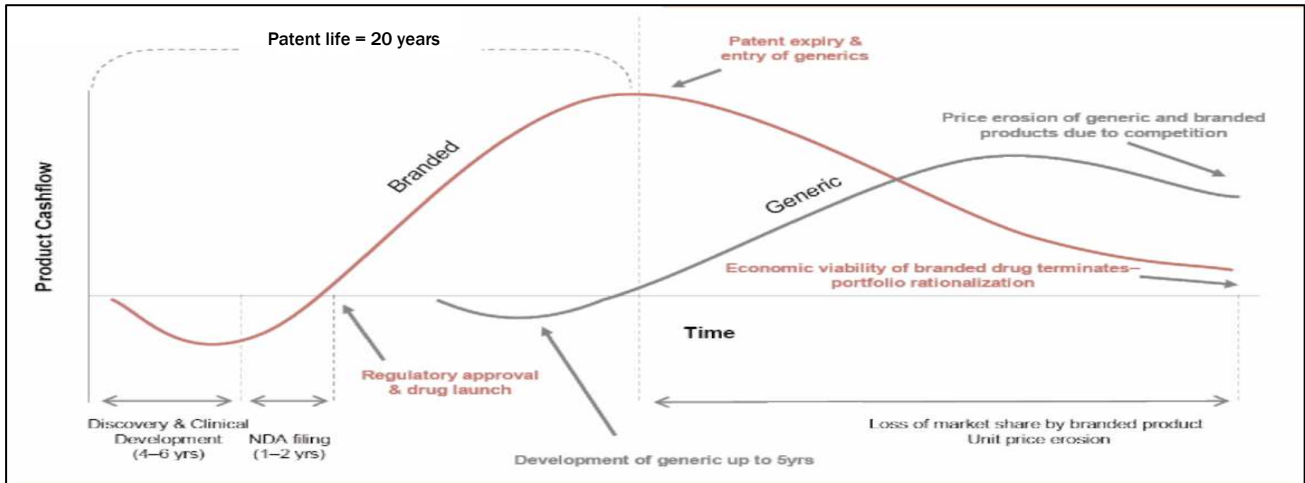 Patent life = 20 years
Patent expiry &
entry of generics
Price erosion of generic and branded
products due to competition
Branded
Generic
Product Cashflow
Economic viability of branded drug terminates–
portfolio rationalization
Time
Regulatory approval
& drug launch
Discovery & Clinical
Development
(4–6 yrs)
NDA filing
(1–2 yrs)
Loss of market share by branded product
Unit price erosion
Development of generic up to 5yrs